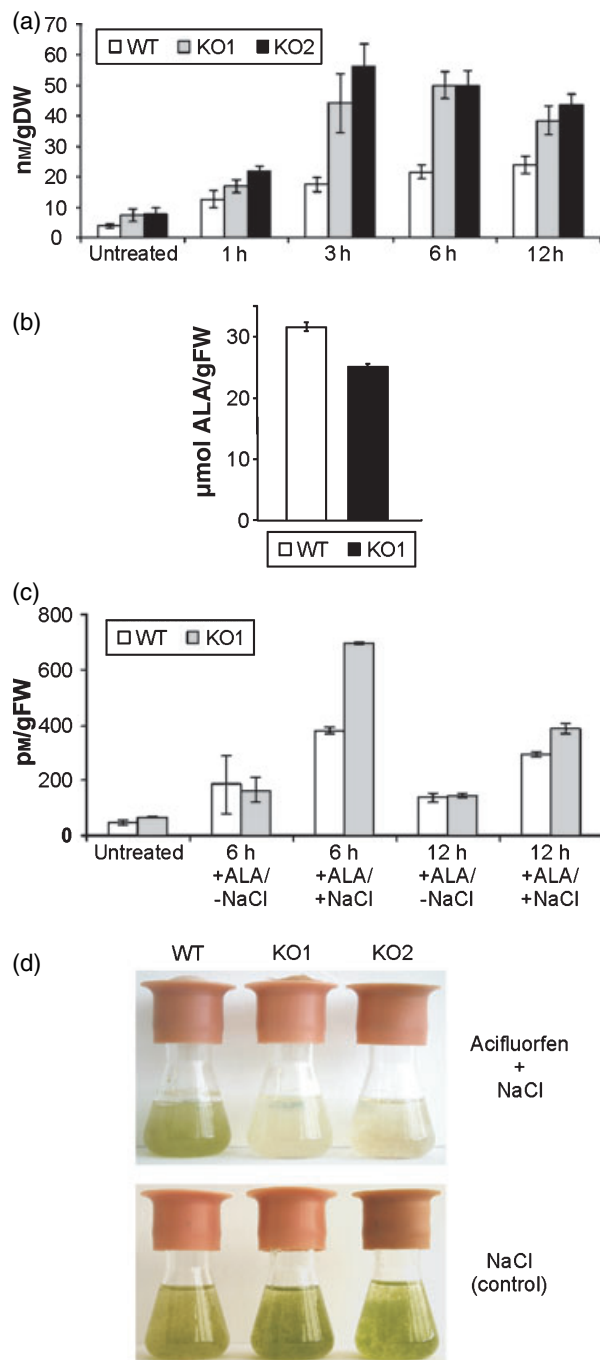 (a)
70
60
50
40
30
20
10
0
nM/gDW
WT KO1 KO2
Untreated 1 h 3 h 6 h 12 h
(b)
30
20
10
0
µmol ALA/gFW
WT KO1
(c)
800
600
400
200
0
pM/gFW
WT KO1
Untreated 6 h 6 h 12 h 12 h
+ALA/ +ALA/ +ALA/ +ALA/
-NaCl +NaCl -NaCl +NaCl
(d)
WT KO1 KO2
Acifluorfen
+
NaCl
NaCl
(control)